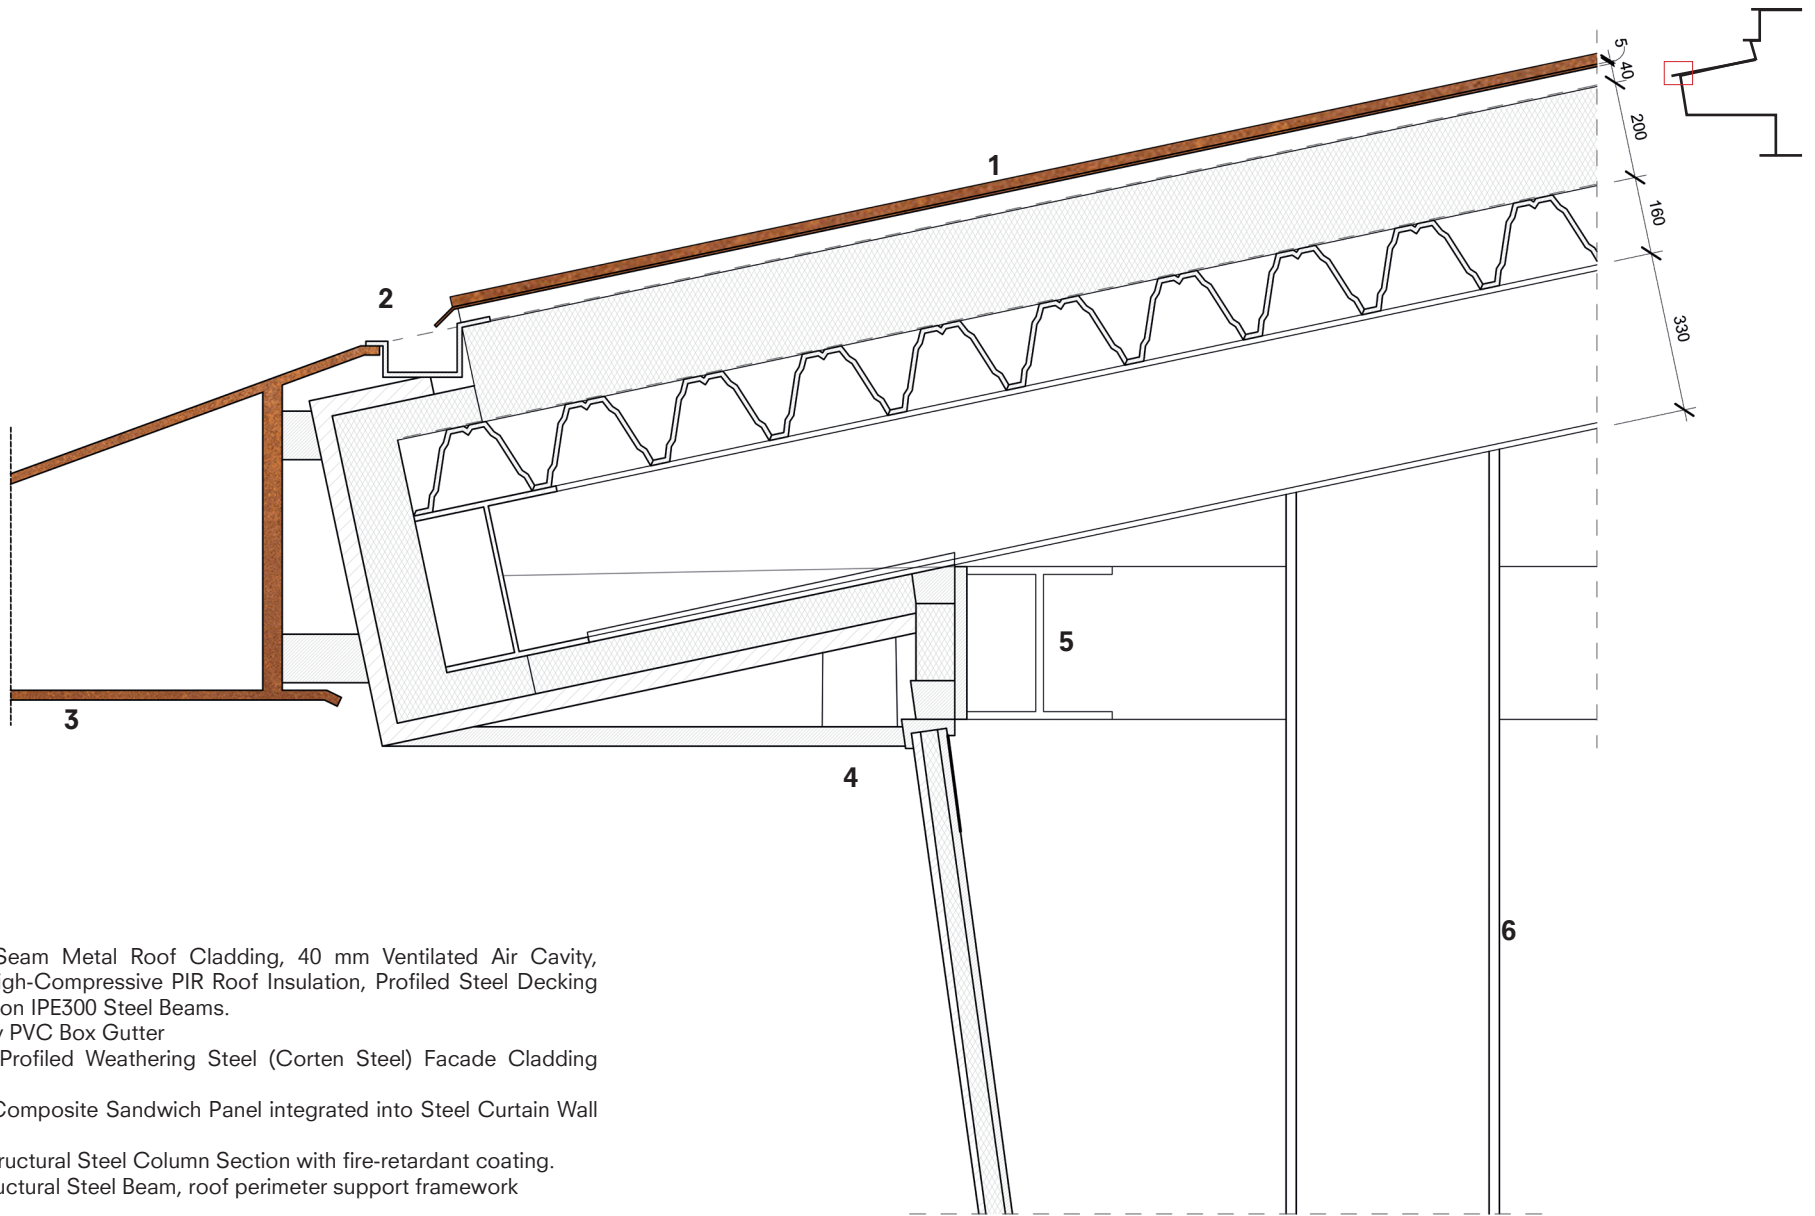 5
40
200
160
330
1
2
3
4
5
6
Seam Metal Roof Cladding, 40 mm Ventilated Air Cavity,
igh-Compressive PIR Roof Insulation, Profiled Steel Decking
on IPE300 Steel Beams.
y PVC Box Gutter
Profiled Weathering Steel (Corten Steel) Facade Cladding
Composite Sandwich Panel integrated into Steel Curtain Wall
ructural Steel Column Section with fire-retardant coating.
uctural Steel Beam, roof perimeter support framework